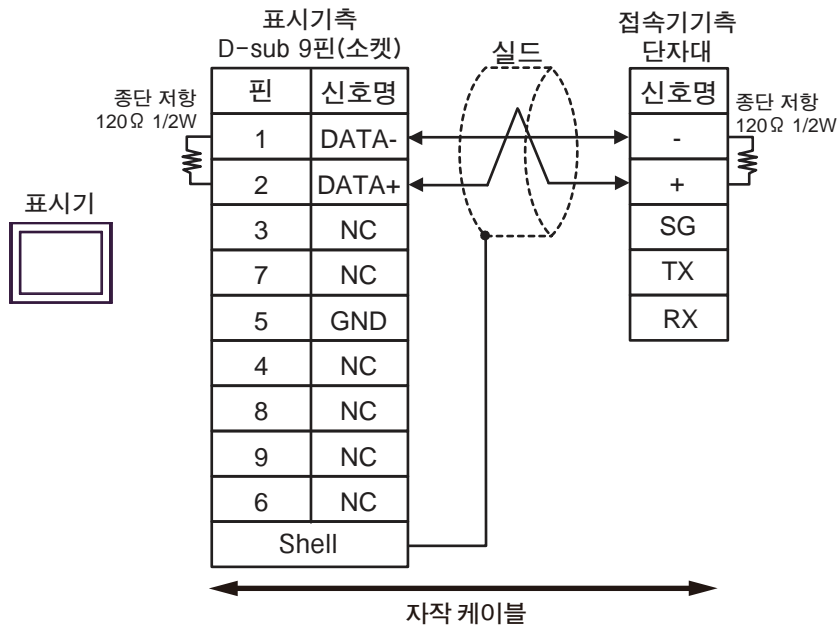 표시기측
D-sub 9핀(소켓)
실드
접속기기측
단자대
종단 저항
120Ω 1/2W
핀 신호명
신호명
종단 저항
120Ω 1/2W
1 DATA-
-
2 DATA+
+
표시기
3 NC
SG
7 NC
TX
5 GND
RX
4 NC
8 NC
9 NC
6 NC
Shell
자작 케이블